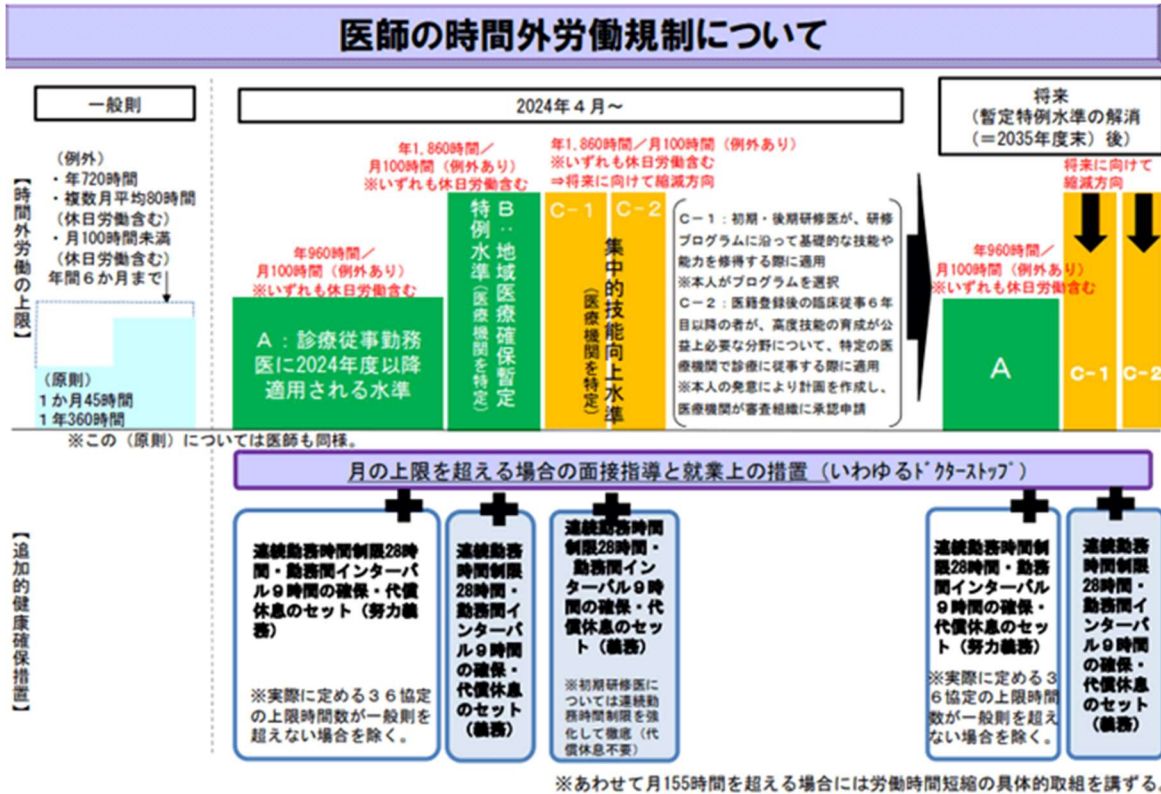 医師の時間外労働規制について
一般則
2024年4月～
将来
(暫定特例水準の解消
(=2035年度末)後)
【時間外労働の上限】
(例外)
・年720時間
・複数月平均80時間
(休日労働含む)
・月100時間未満
(休日労働含む)
年間6か月まで
(原則)
1か月45時間
1年360時間
※この(原則)については医師も同様。
年960時間/
月100時間(例外あり)
※いずれも休日労働含む
A:診療従事勤務
医に2024年度以降
適用される水準
年1,860時間/
月100時間(例外あり)
※いずれも休日労働含む
B:地域医療確保暫定
特例水準(医療機関を特定)
年1,860時間/月100時間(例外あり)
※いずれも休日労働含む
⇒将来に向けて縮減方向
C-1
C-2
集中的技能向上水準
(医療機関を特定)
C-1:初期・後期研修医が、研修
プログラムに沿って基礎的な技能や
能力を修得する際に適用
※本人がプログラムを選択
C-2:医籍登録後の臨床従事6年
目以降の者が、高度技能の育成が公
益上必要な分野について、特定の医
療機関で診療に従事する際に適用
※本人の発意により計画を作成し、
医療機関が審査組織に承認申請
年960時間/
月100時間(例外あり)
※いずれも休日労働含む
A
将来に向けて
縮減方向
C-1
C-2
月の上限を超える場合の面接指導と就業上の措置(いわゆるﾄﾞｸﾀｰｽﾄｯﾌﾟ)
【追加的健康確保措置】
連続勤務時間制限28時
間・勤務間インターバ
ル9時間の確保・代償
休息のセット(努力義
務)
※実際に定める36協定
の上限時間数が一般則を
超えない場合を除く。
連続勤務
時間制限
28時間・
勤務間イ
ンターバ
ル9時間
の確保・
代償休息
のセット
(義務)
連続勤務時間
制限28時間・
勤務間イン
ターバル9時
間の確保・代
償休息のセッ
ト(義務)
※初期研修医に
ついては連続勤
務時間制限を強
化して徹底(代
償休息不要)
連続勤務時間制
限28時間・勤務
間インターバル
9時間の確保・
代償休息のセッ
ト(努力義務)
※実際に定める3
6協定の上限時間
数が一般則を超え
ない場合を除く。
連続勤務
時間制限
28時間・
勤務間イ
ンターバ
ル9時間
の確保・
代償休息
のセット
(義務)
※あわせて月155時間を超える場合には労働時間短縮の具体的取組を講ずる。